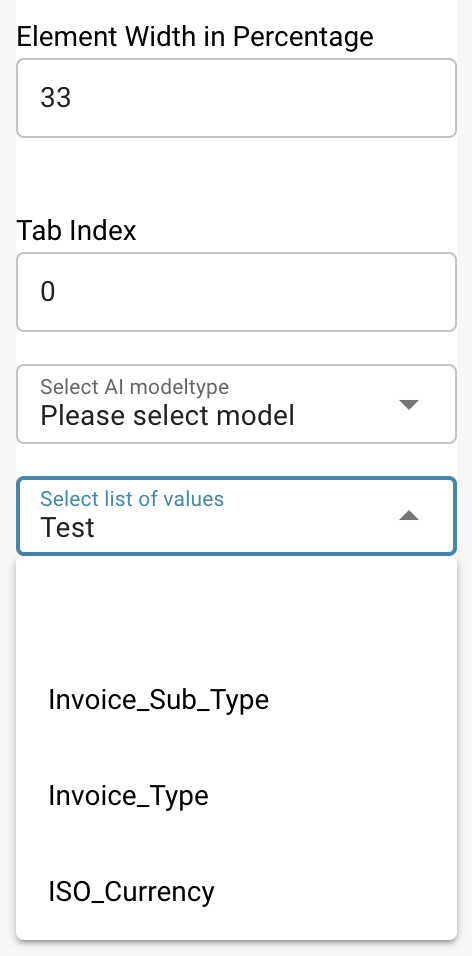 Element Width in Percentage
33
Tab Index
0
Select AI modeltype
Please select model
Select list of values
Test
Invoice_Sub_Type
Invoice_Type
ISO_Currency